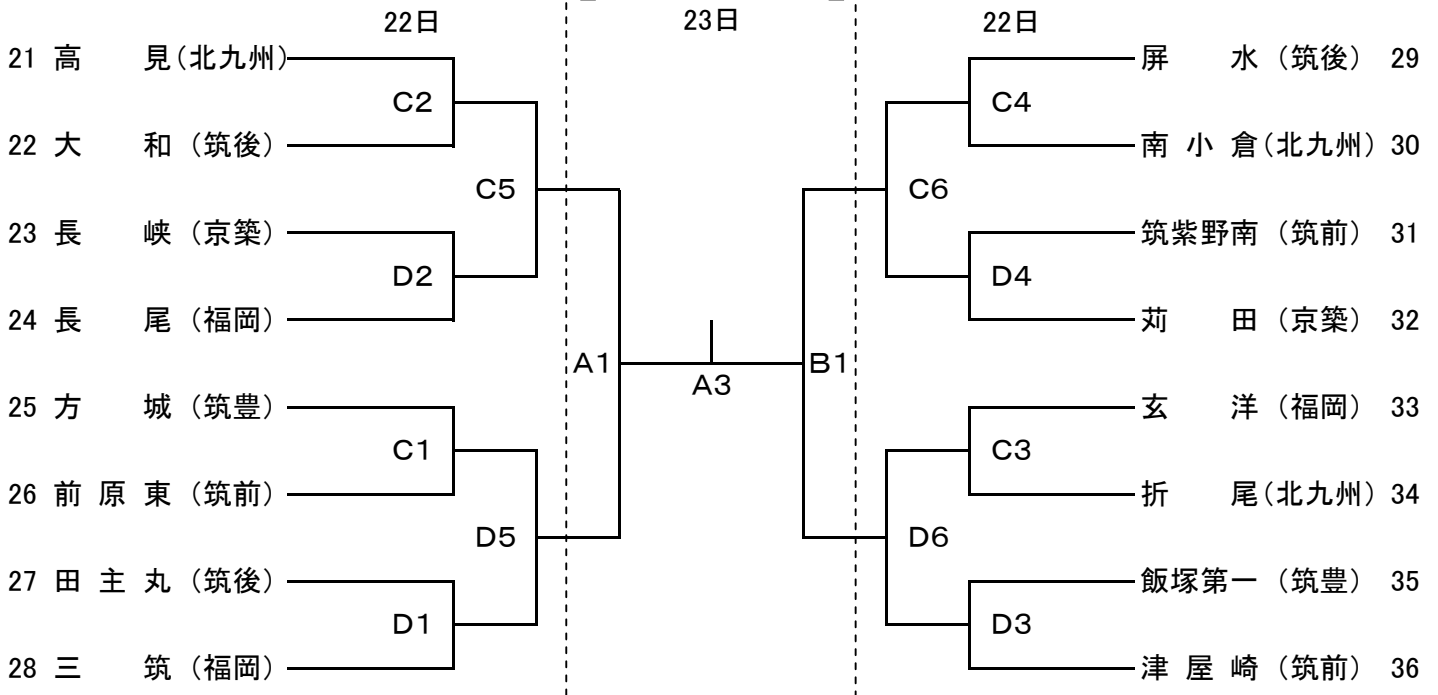 22日 23日 22日
21 高 見(北九州) 屏 水 (筑後) 29
C2 C4
22 大 和 (筑後) 南 小 倉(北九州) 30
C5 C6
23 長 峡 (京築) 筑紫野南 (筑前) 31
D2 D4
24 長 尾 (福岡) 苅 田 (京築) 32
A1 A3 B1
25 方 城 (筑豊) 玄 洋 (福岡) 33
C1 C3
26 前 原 東 (筑前) 折 尾(北九州) 34
D5 D6
27 田 主 丸 (筑後) 飯塚第一 (筑豊) 35
D1 D3
28 三 筑 (福岡) 津 屋 崎 (筑前) 36